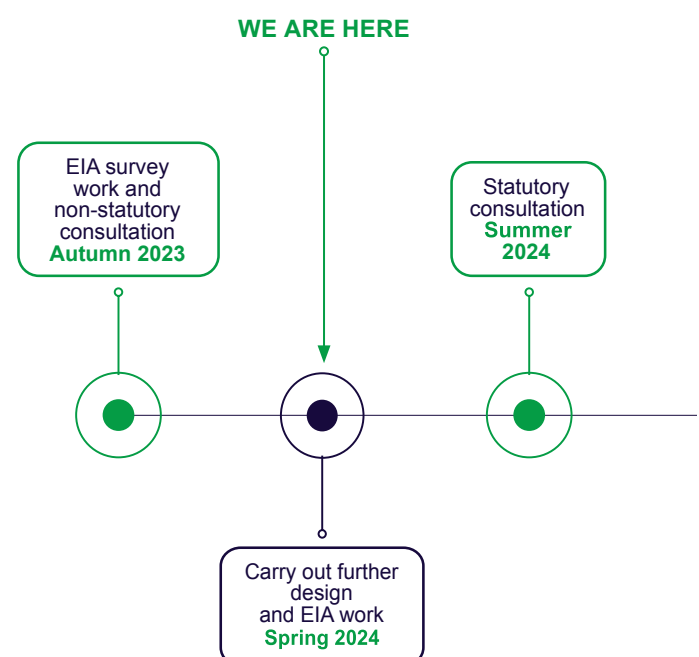 WE ARE HERE
EIA survey
work and
non-statutory
consultation
Autumn 2023
Statutory
consultation
Summer
2024
Carry out further
design
and EIA work
Spring 2024